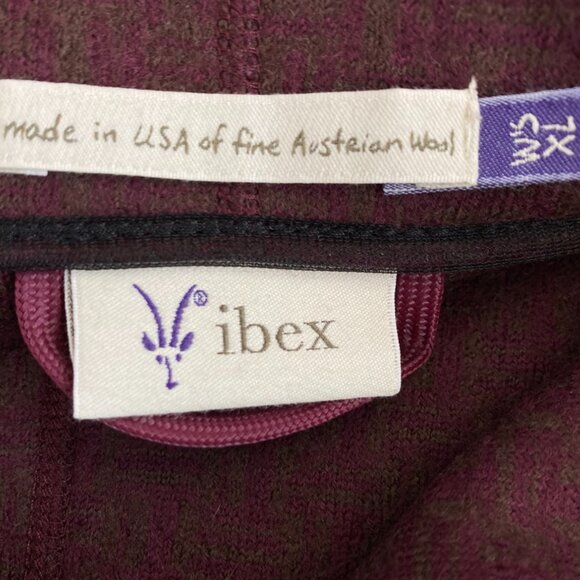 made in USA of fine Austrian Wool
W'S
XL
® ibex